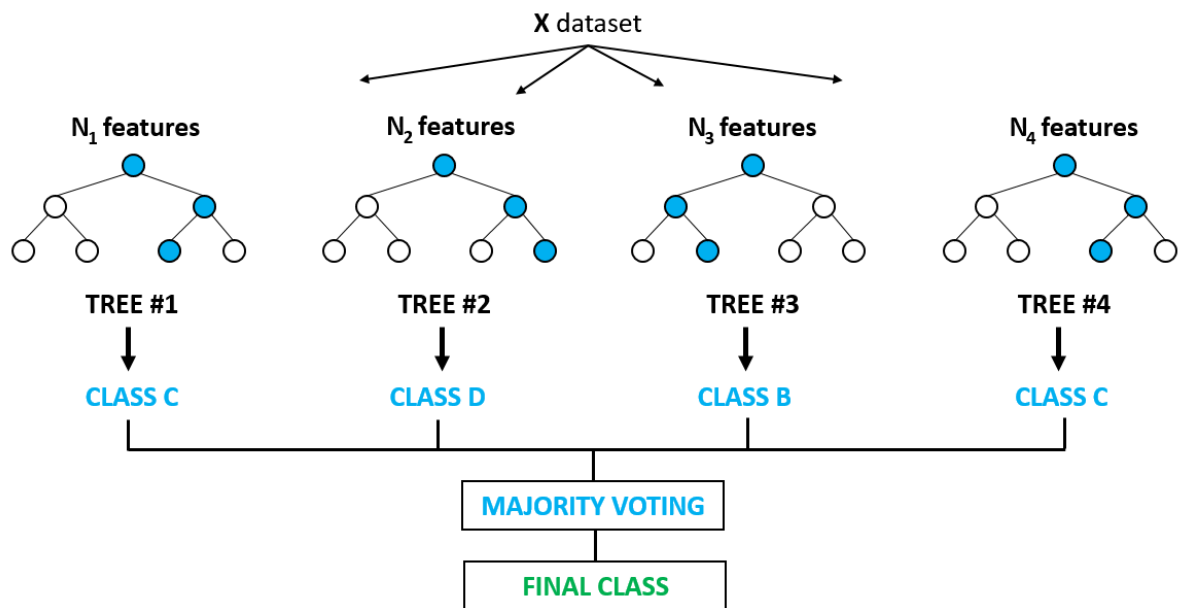 X dataset
N₁ features N₂ features N₃ features N₄ features
TREE #1 TREE #2 TREE #3 TREE #4
CLASS C CLASS D CLASS B CLASS C
MAJORITY VOTING
FINAL CLASS